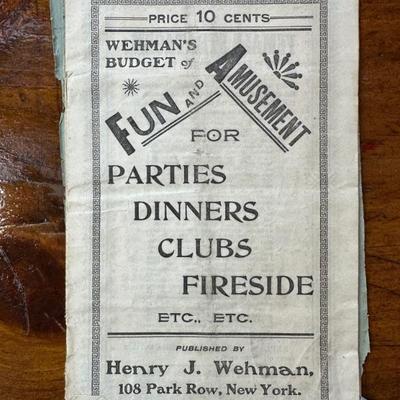 PRICE 10 CENTS
WEHMAN'S
BUDGET of
FUN AND AMUSEMENT
FOR
PARTIES
DINNERS
CLUBS
FIRESIDE
ETC., ETC.
PUBLISHED BY
Henry J. Wehman,
108 Park Row, New York.